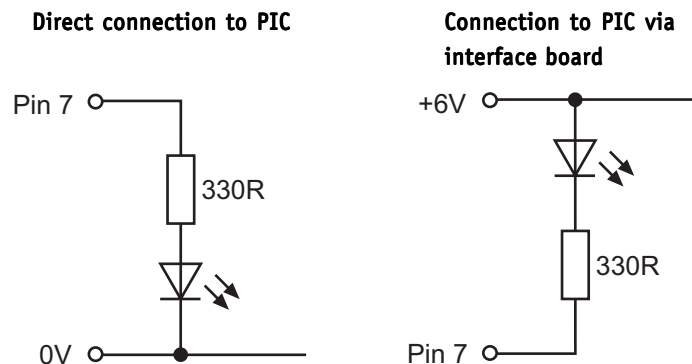 Direct connection to PIC
Pin 7
330R
0V
Connection to PIC via
interface board
+6V
330R
Pin 7